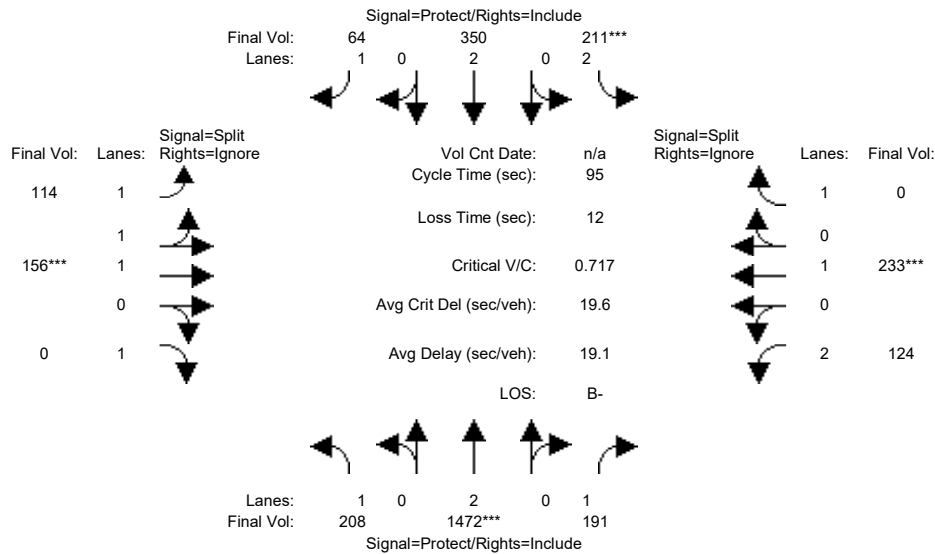 Signal=Protect/Rights=Include
Final Vol: 64 350 211***
Lanes: 1 0 2 0 2
Signal=Split Signal=Split
Final Vol: Lanes: Rights=Ignore Vol Cnt Date: n/a Rights=Ignore Lanes: Final Vol:
Cycle Time (sec): 95
114 1 1 0
Loss Time (sec): 12
1 0
156*** 1 Critical V/C: 0.717 1 233***
0 Avg Crit Del (sec/veh): 19.6 0
0 1 Avg Delay (sec/veh): 19.1 2 124
LOS: B-
Lanes: 1 0 2 0 1
Final Vol: 208 1472*** 191
Signal=Protect/Rights=Include